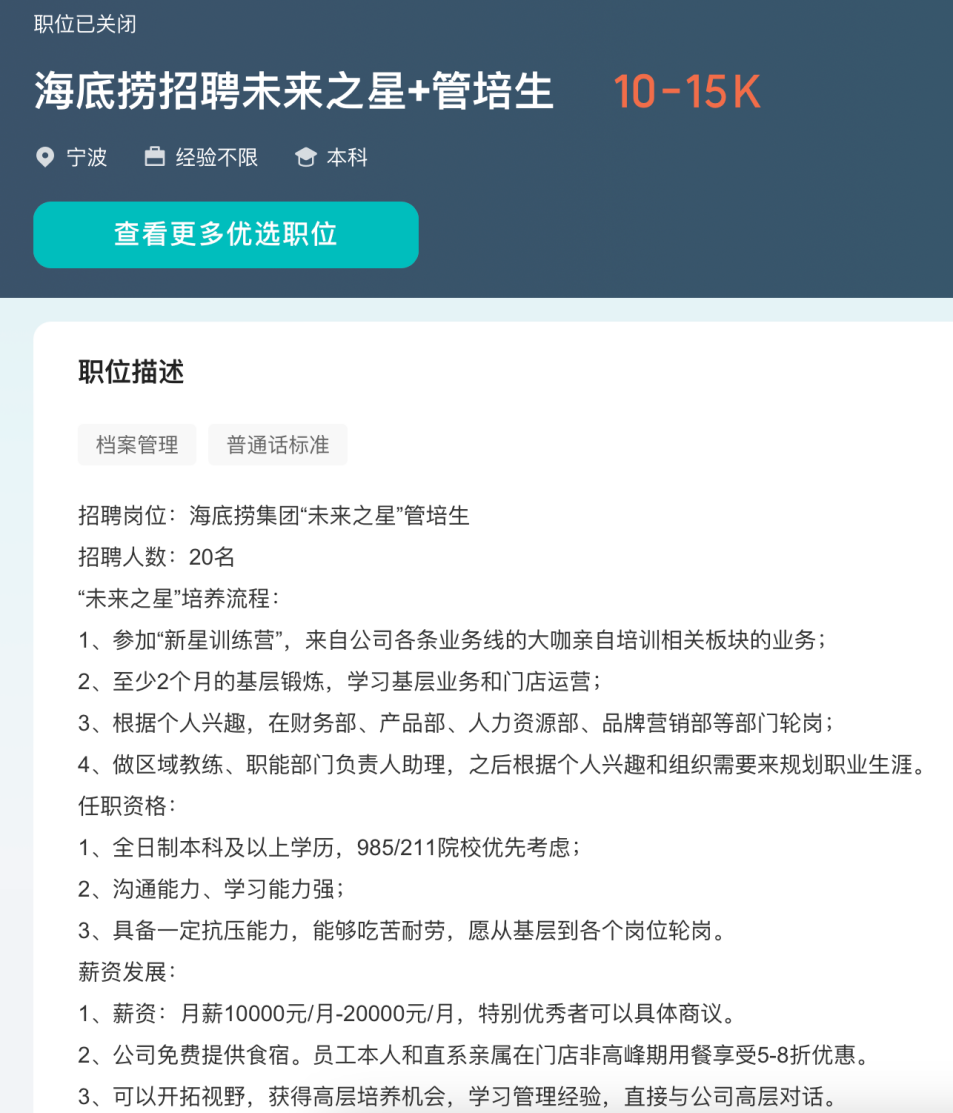 职位已关闭
海底捞招聘未来之星+管培生 10-15K
宁波 经验不限 本科
查看更多优选职位
职位描述
档案管理 普通话标准
招聘岗位：海底捞集团“未来之星”管培生
招聘人数：20名
“未来之星”培养流程：
1、参加“新星训练营”，来自公司各条业务线的大咖亲自培训相关板块的业务；
2、至少2个月的基层锻炼，学习基层业务和门店运营；
3、根据个人兴趣，在财务部、产品部、人力资源部、品牌营销部等部门轮岗；
4、做区域教练、职能部门负责人助理，之后根据个人兴趣和组织需要来规划职业生涯。
任职资格：
1、全日制本科及以上学历，985/211院校优先考虑；
2、沟通能力、学习能力强；
3、具备一定抗压能力，能够吃苦耐劳，愿从基层到各个岗位轮岗。
薪资发展：
1、薪资：月薪10000元/月-20000元/月，特别优秀者可以具体商议。
2、公司免费提供食宿。员工本人和直系亲属在门店非高峰期用餐享受5-8折优惠。
3、可以开拓视野，获得高层培养机会，学习管理经验，直接与公司高层对话。